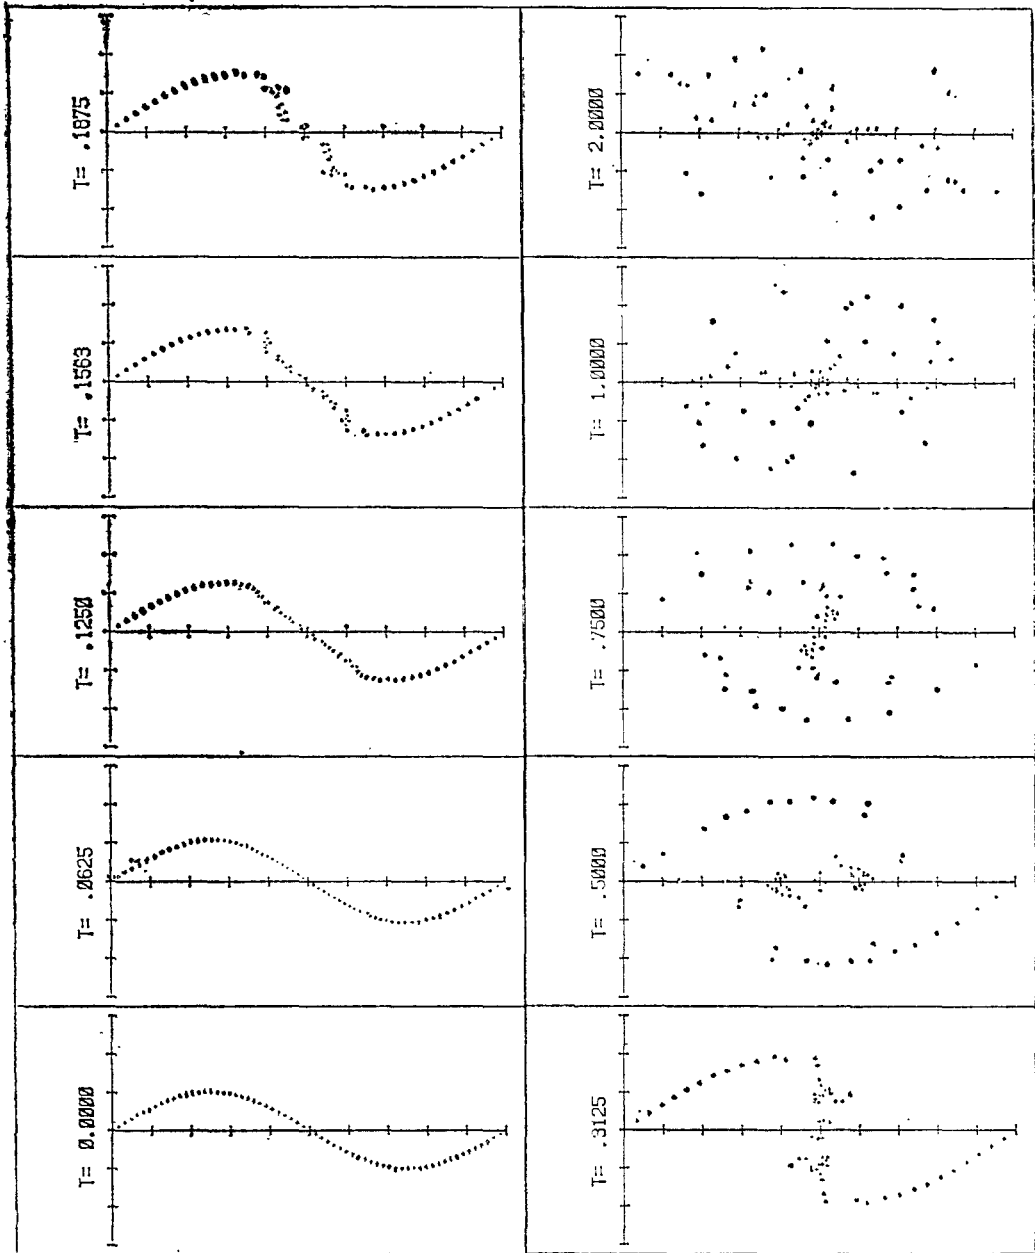 T= .1875
T= 2.0000
T= .1563
T= 1.0000
T= .1250
T= .7500
T= .0625
T= .5000
T= 0.0000
T= .3125